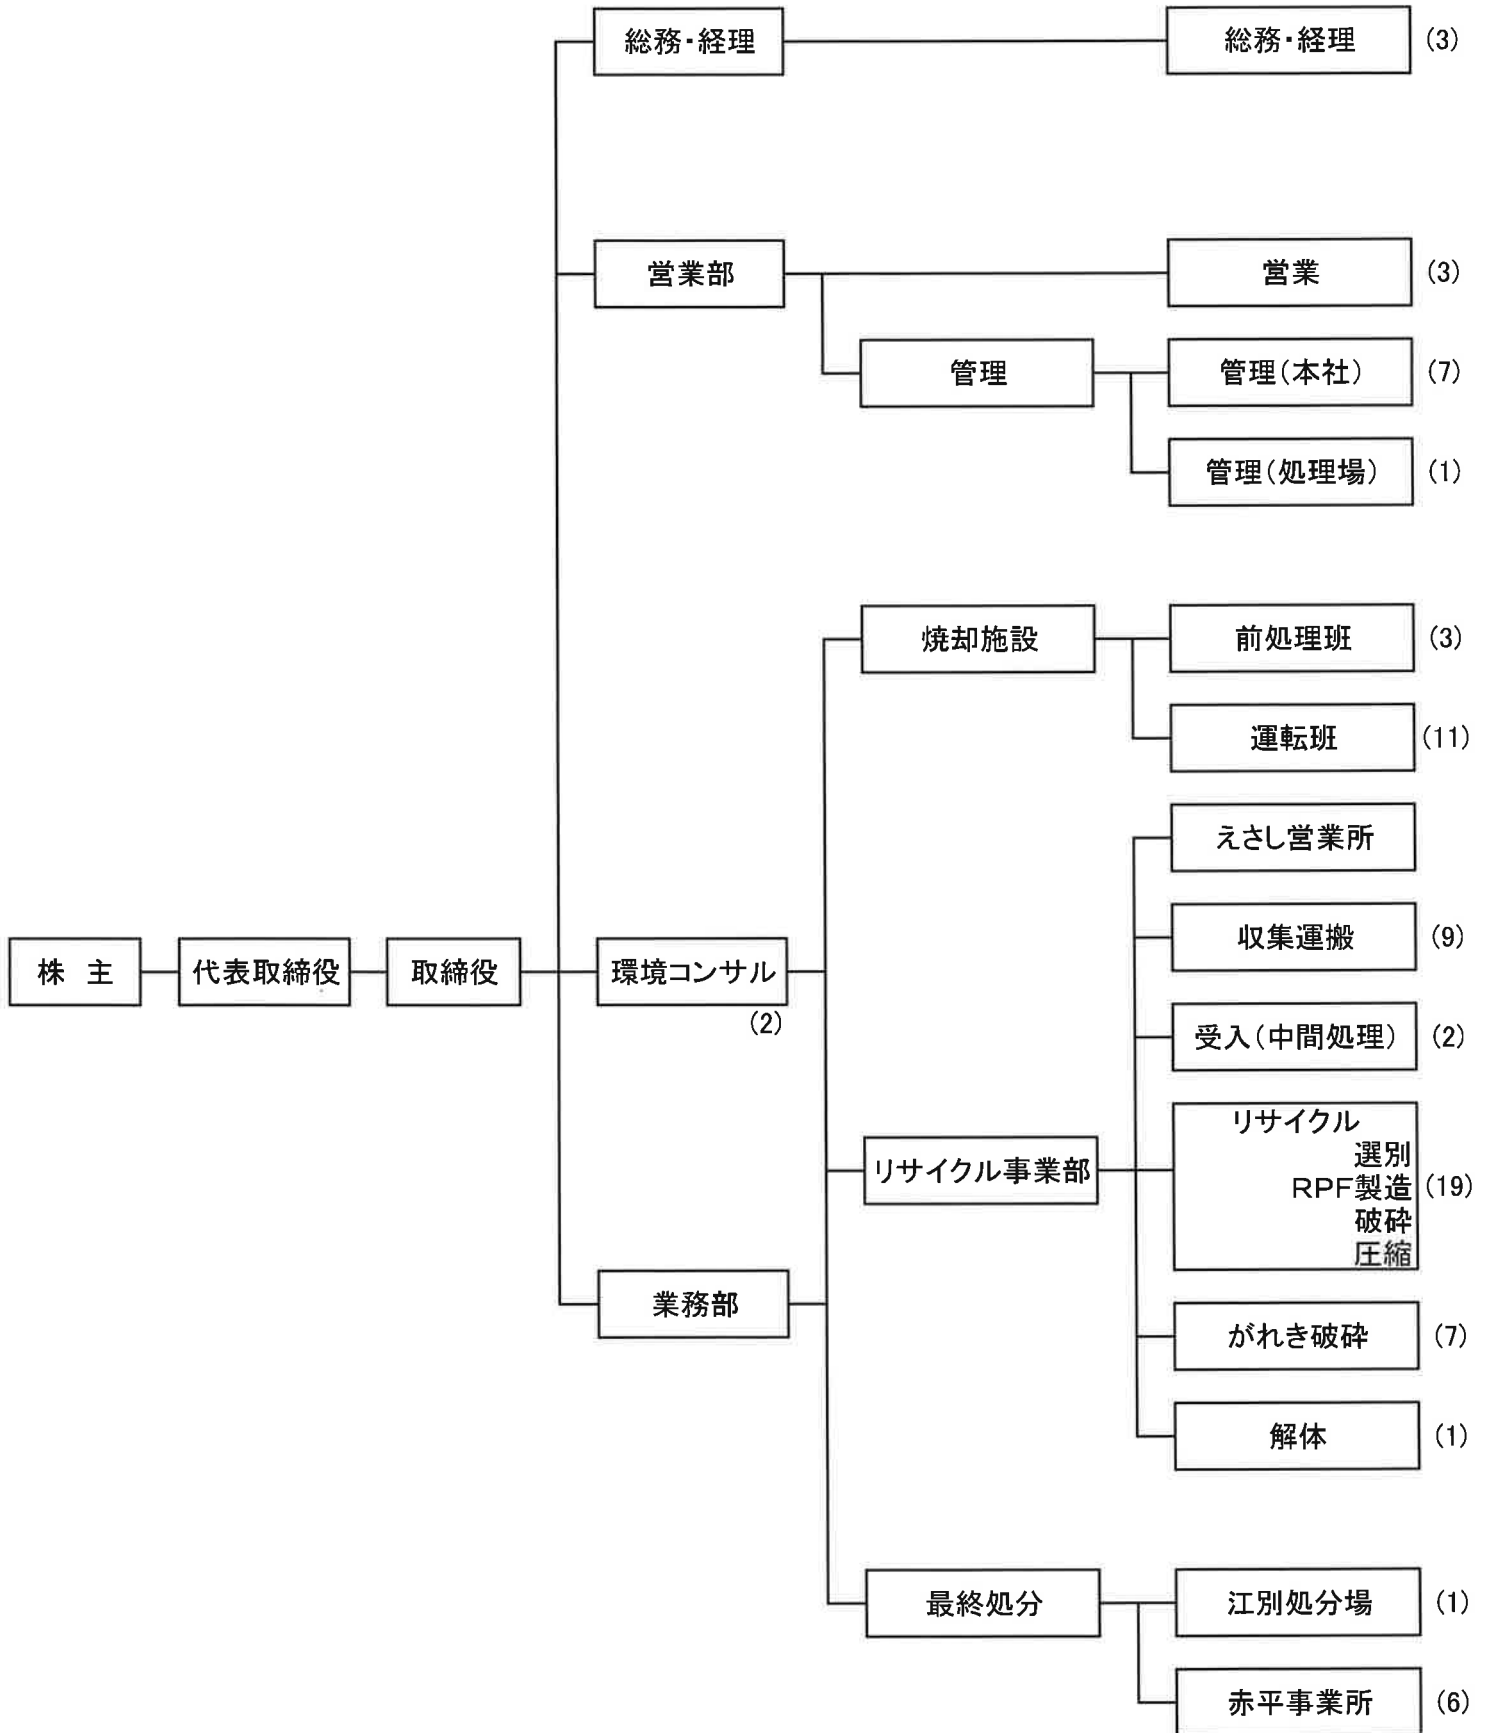 総務・経理
総務・経理 (3)
営業部
営業 (3)
管理
管理(本社) (7)
管理(処理場) (1)
焼却施設
前処理班 (3)
運転班 (11)
えさし営業所
収集運搬 (9)
株 主
代表取締役
取締役
環境コンサル
(2)
受入(中間処理) (2)
リサイクル事業部
リサイクル
選別
RPF製造 (19)
破砕
圧縮
業務部
がれき破砕 (7)
解体 (1)
最終処分
江別処分場 (1)
赤平事業所 (6)